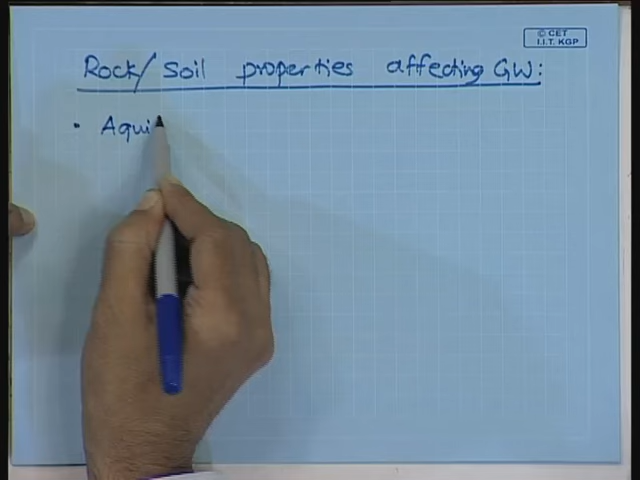 © CET
I.I.T. KGP
Rock/Soil properties affecting GW:
• Aqui